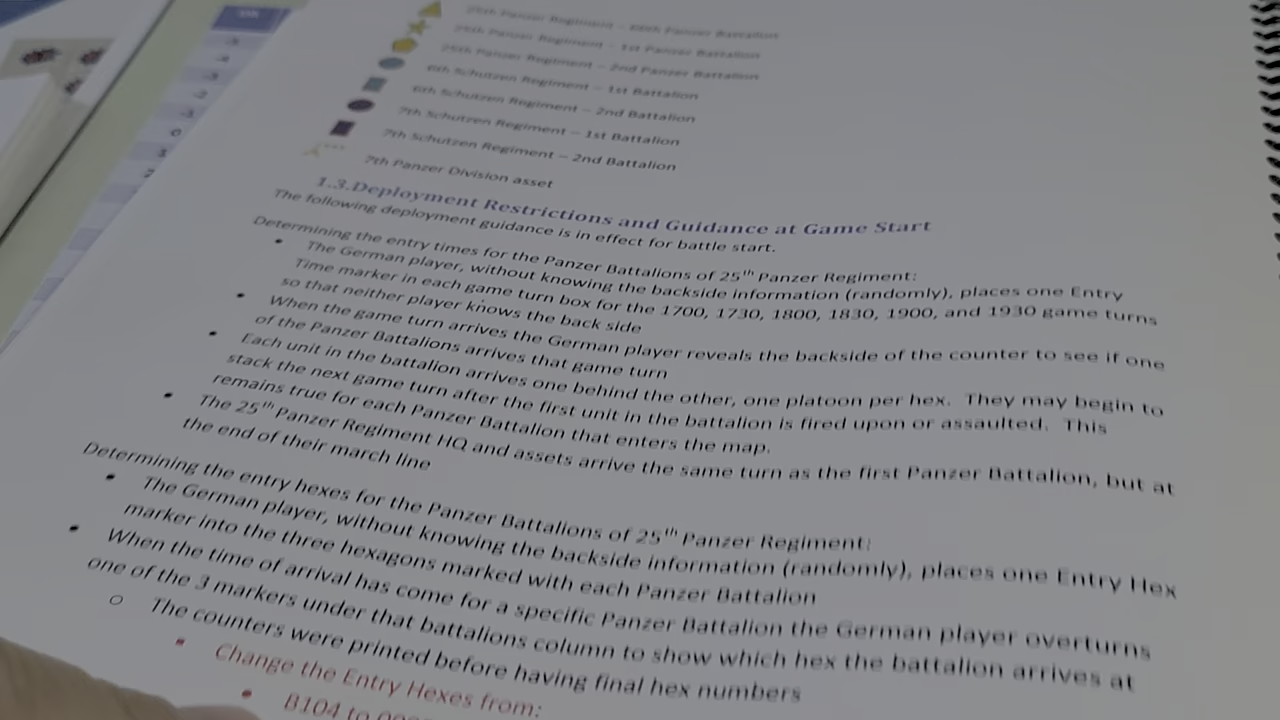 25th Panzer Regiment – 1st Panzer Battalion
25th Panzer Regiment – 2nd Panzer Battalion
6th Schutzen Regiment – 1st Battalion
6th Schutzen Regiment – 2nd Battalion
7th Schutzen Regiment – 1st Battalion
7th Schutzen Regiment – 2nd Battalion
7th Panzer Division asset
1.3.Deployment Restrictions and Guidance at Game Start
The following deployment guidance is in effect for battle start.
Determining the entry times for the Panzer Battalions of 25th Panzer Regiment:
• The German player, without knowing the backside information (randomly), places one Entry
Time marker in each game turn box for the 1700, 1730, 1800, 1830, 1900, and 1930 game turns
so that neither player knows the back side
• When the game turn arrives the German player reveals the backside of the counter to see if one
of the Panzer Battalions arrives that game turn
• Each unit in the battalion arrives one behind the other, one platoon per hex. They may begin to
stack the next game turn after the first unit in the battalion is fired upon or assaulted. This
remains true for each Panzer Battalion that enters the map.
• The 25th Panzer Regiment HQ and assets arrive the same turn as the first Panzer Battalion, but at
the end of their march line
Determining the entry hexes for the Panzer Battalions of 25th Panzer Regiment:
• The German player, without knowing the backside information (randomly), places one Entry Hex
marker into the three hexagons marked with each Panzer Battalion
• When the time of arrival has come for a specific Panzer Battalion the German player overturns
one of the 3 markers under that battalions column to show which hex the battalion arrives at
o The counters were printed before having final hex numbers
▪ Change the Entry Hexes from:
• B104 to